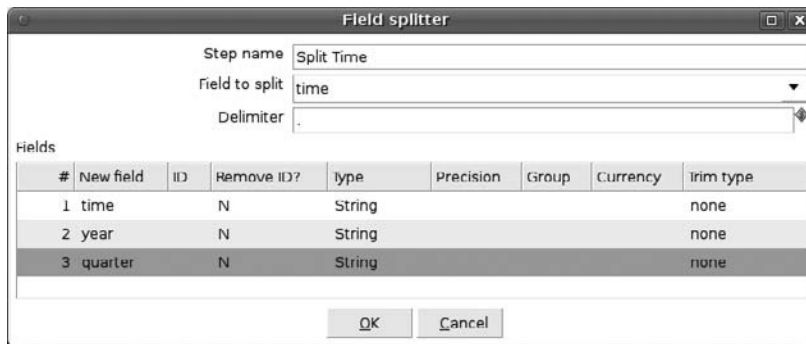 Field splitter
Step name Split Time
Field to split time
Delimiter .
Fields
# New field ID Remove ID? Type Precision Group Currency Trim type
1 time N String none
2 year N String none
3 quarter N String none
OK Cancel